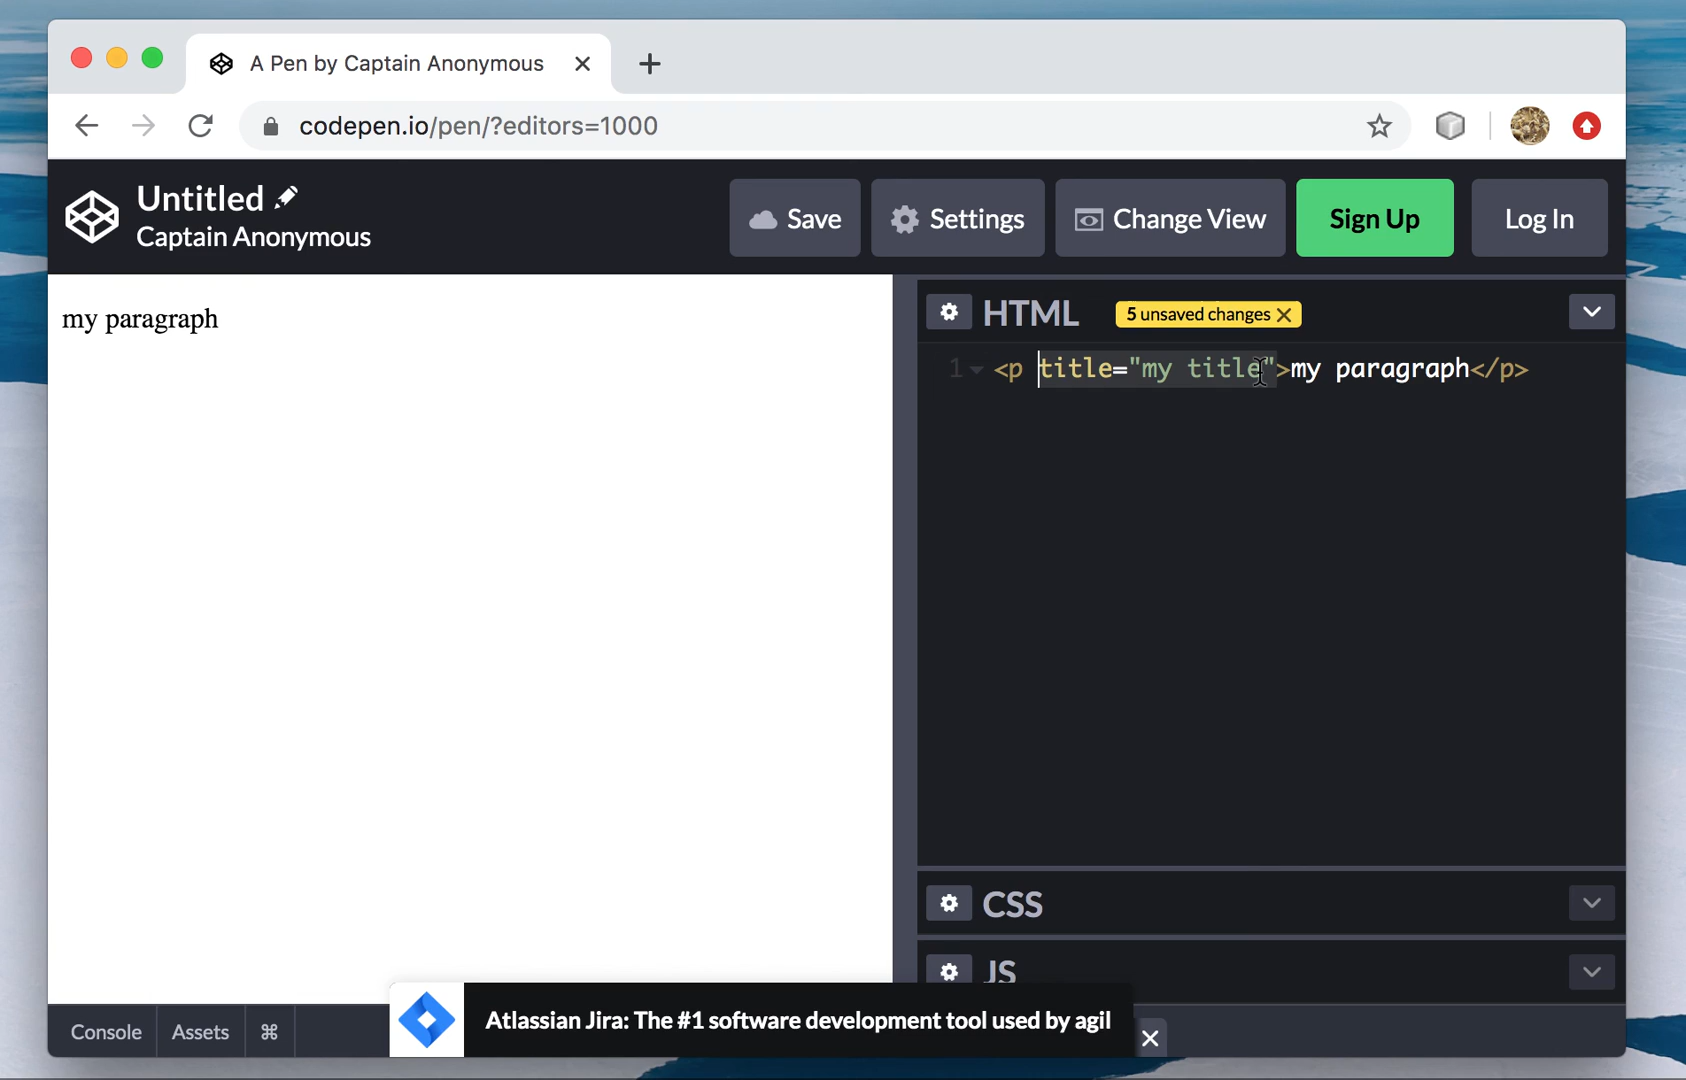 A Pen by Captain Anonymous
codepen.io/pen/?editors=1000
Untitled
Captain Anonymous
Save
Settings
Change View
Sign Up
Log In
my paragraph
HTML
5 unsaved changes
1
<p title="my title">my paragraph</p>
CSS
JS
Console
Assets
⌘
Atlassian Jira: The #1 software development tool used by agil